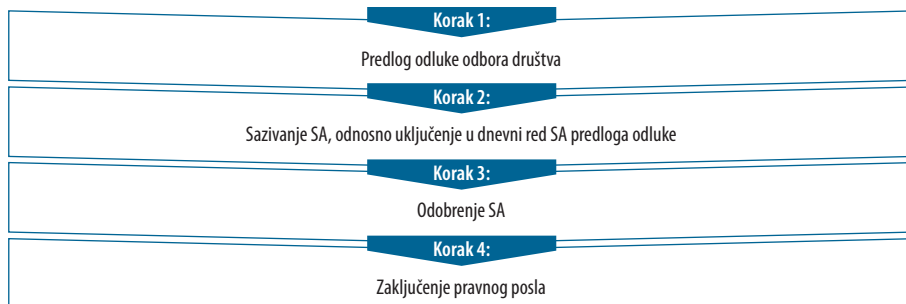 Korak 1:
Predlog odluke odbora društva
Korak 2:
Sazivanje SA, odnosno uključenje u dnevni red SA predloga odluke
Korak 3:
Odobrenje SA
Korak 4:
Zaključenje pravnog posla